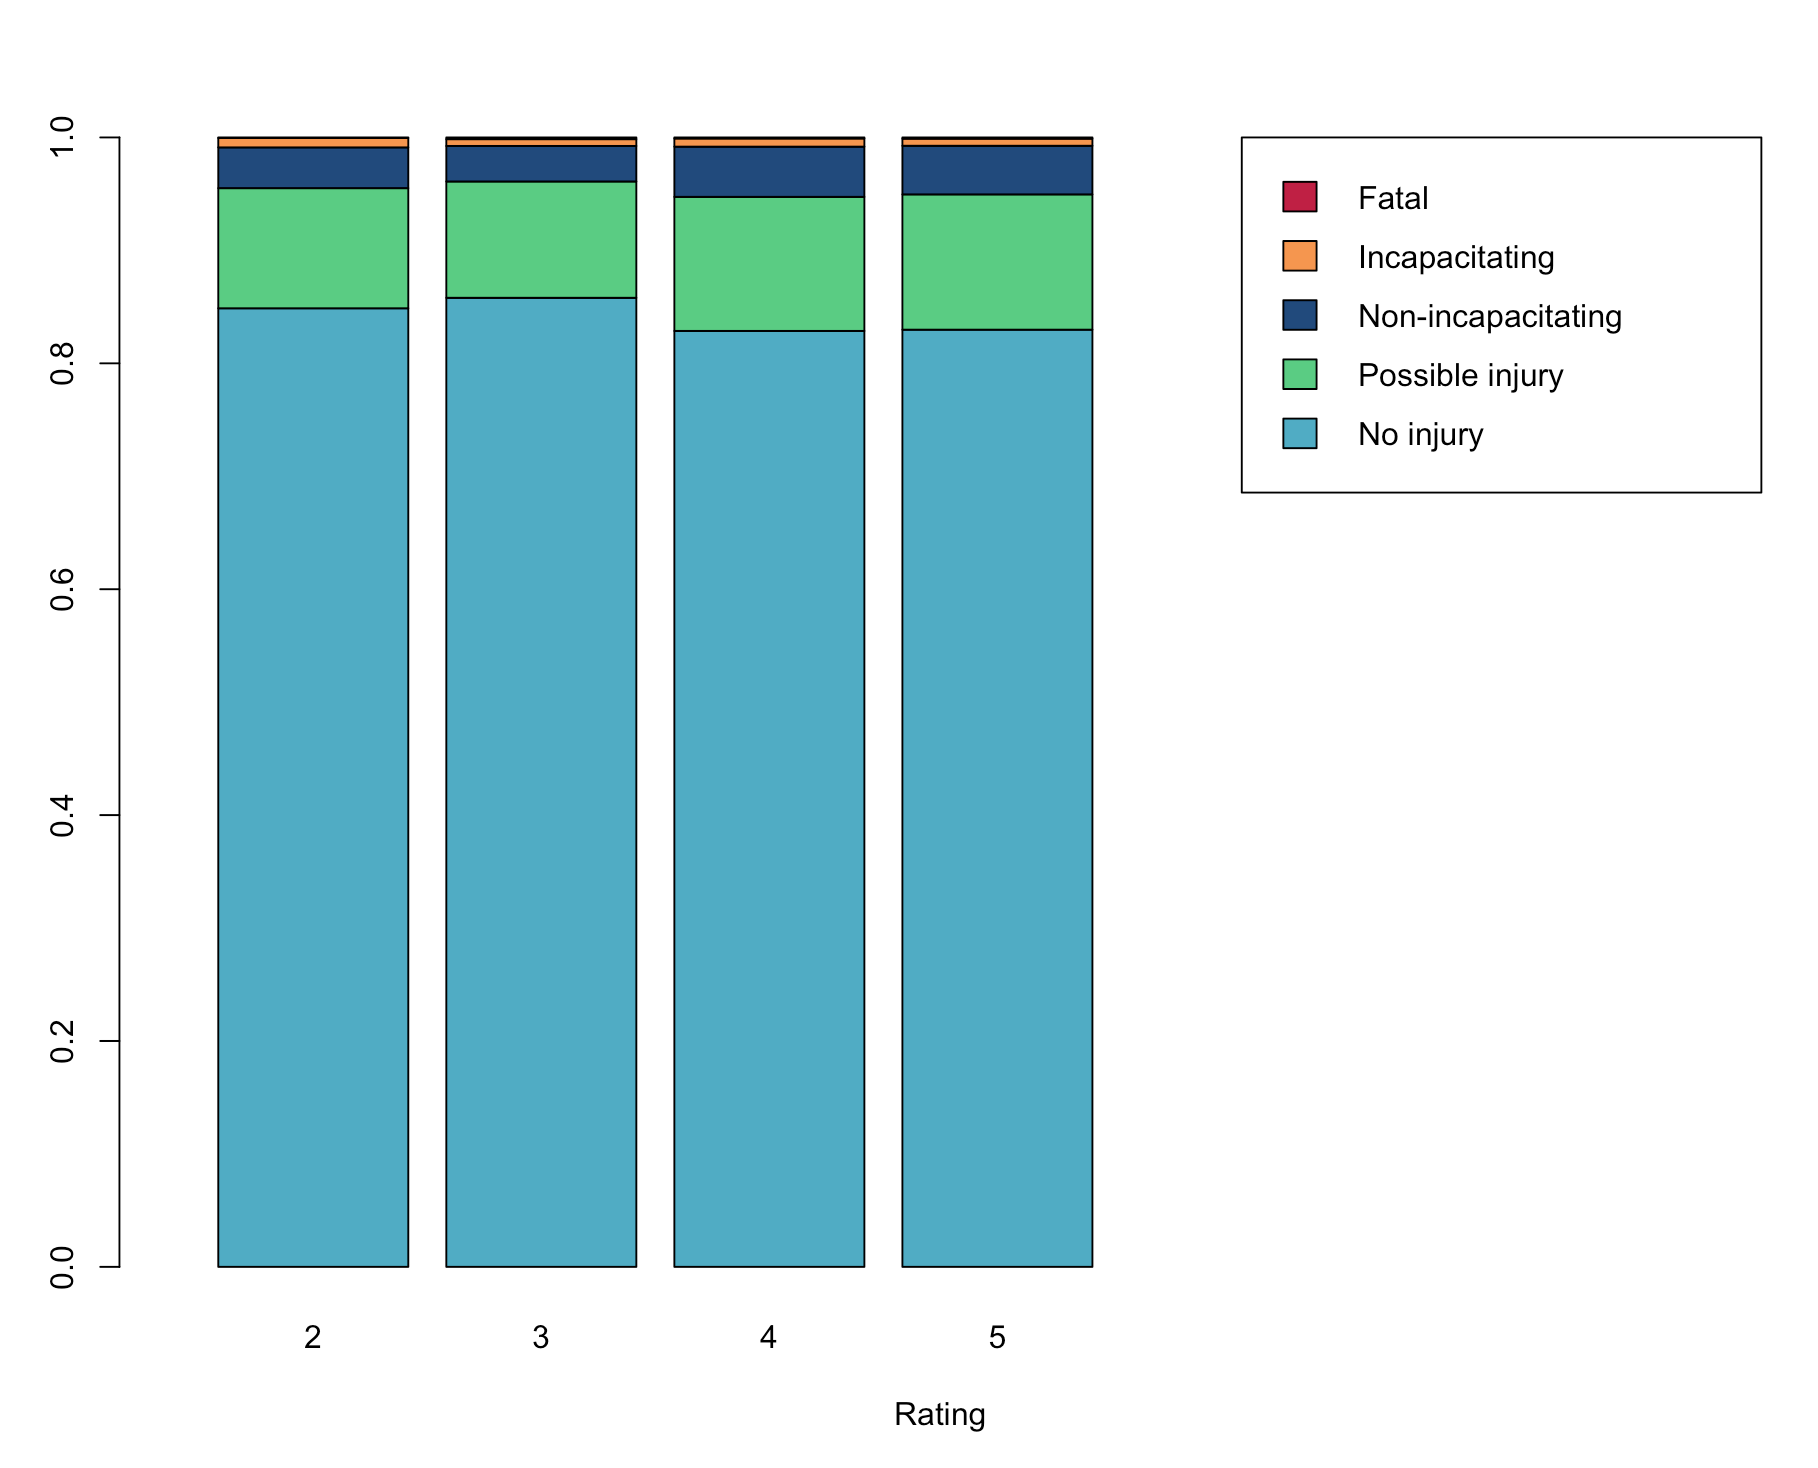 1.0
0.8
0.6
0.4
0.2
0.0
2 3 4 5
Rating
Fatal
Incapacitating
Non-incapacitating
Possible injury
No injury